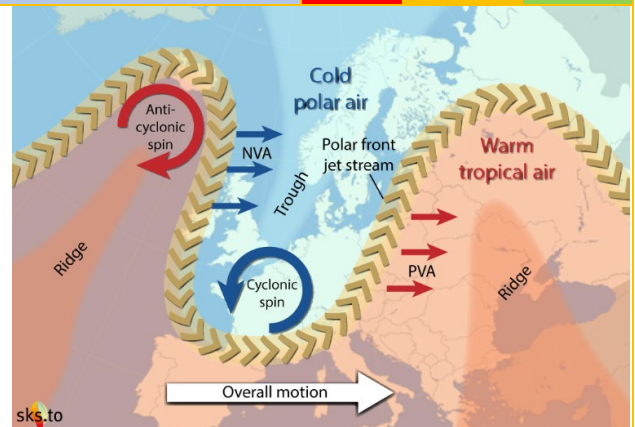 Cold
polar air
Anti-
cyclonic
spin
NVA
Polar front
jet stream
Warm
tropical air
Trough
Ridge
Cyclonic
spin
PVA
Ridge
Overall motion
sks.to